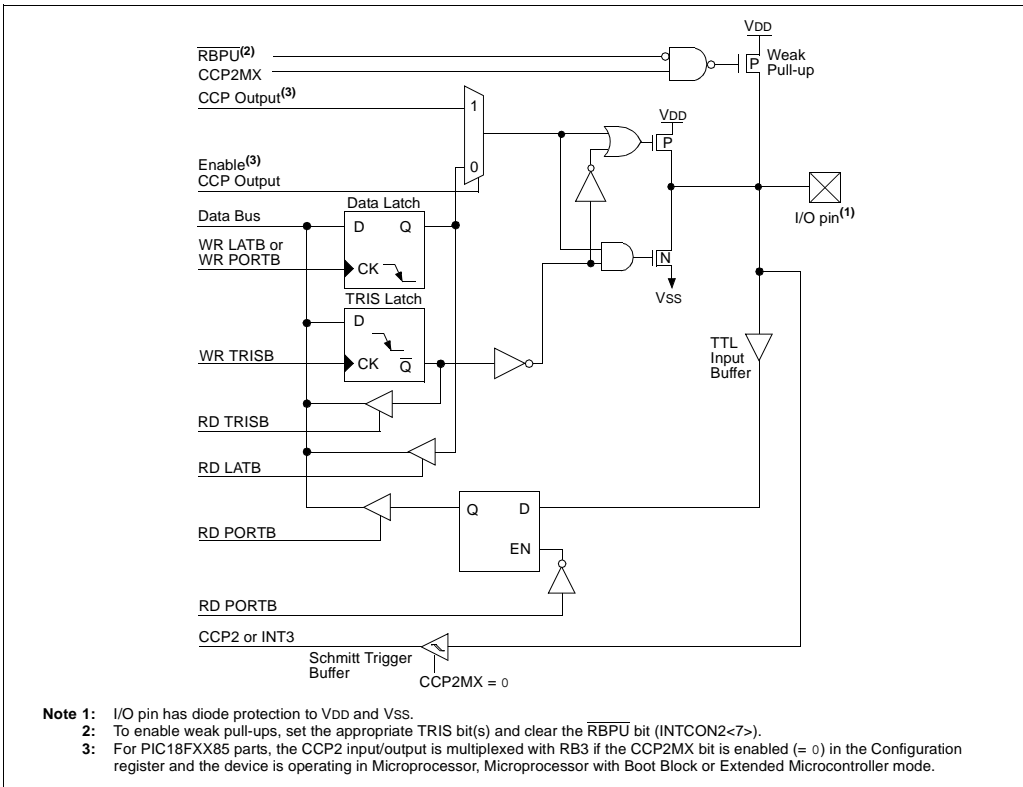 VDD
RBPU(2)
Weak
Pull-up
P
CCP2MX
CCP Output(3)
1
VDD
P
0
Enable(3)
CCP Output
I/O pin(1)
Data Latch
Data Bus
D Q
WR LATB or
WR PORTB
CK
N
VSS
TRIS Latch
D
TTL
Input
Buffer
WR TRISB
CK Q
RD TRISB
RD LATB
Q D
RD PORTB
EN
RD PORTB
CCP2 or INT3
Schmitt Trigger
Buffer
CCP2MX = 0
Note 1: I/O pin has diode protection to VDD and VSS.
2: To enable weak pull-ups, set the appropriate TRIS bit(s) and clear the RBPU bit (INTCON2<7>).
3: For PIC18FXX85 parts, the CCP2 input/output is multiplexed with RB3 if the CCP2MX bit is enabled (= 0) in the Configuration
register and the device is operating in Microprocessor, Microprocessor with Boot Block or Extended Microcontroller mode.